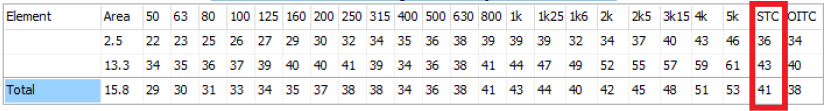 Element Area 50 63 80 100 125 160 200 250 315 400 500 630 800 1k 1k25 1k6 2k 2k5 3k15 4k 5k STC OITC
2.5 22 23 25 26 27 29 30 32 34 35 36 38 39 39 39 32 34 37 40 43 46 36 34
13.3 34 35 36 37 39 40 40 41 39 34 36 38 41 44 47 49 52 55 57 59 61 43 40
Total 15.8 29 30 31 33 34 35 37 38 38 34 36 38 41 43 44 40 42 45 48 51 53 41 38